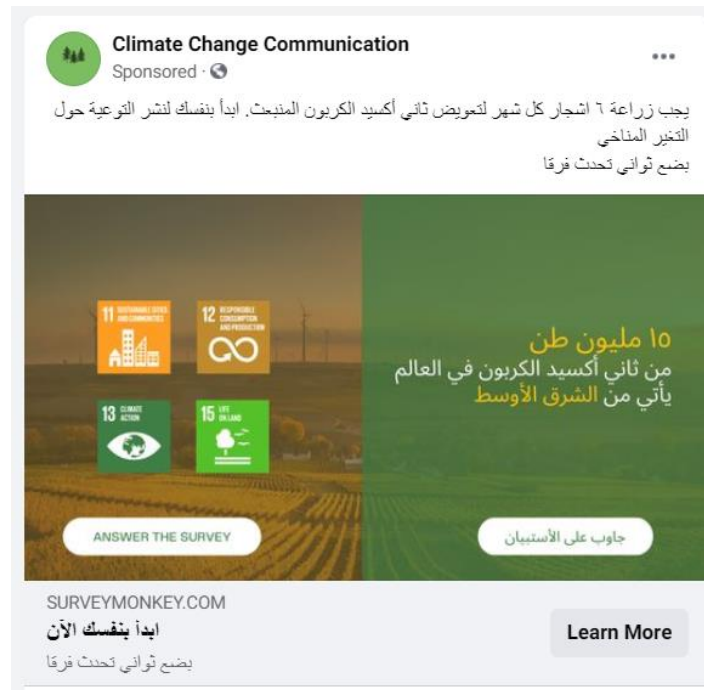 Climate Change Communication
Sponsored ·
يجب زراعة ٦ اشجار كل شهر لتعويض ثاني أكسيد الكربون المنبعث. ابدأ بنفسك لنشر التوعية حول
التغير المناخي
بضع ثواني تحدث فرقا
11 SUSTAINABLE CITIES
AND COMMUNITIES
12 RESPONSIBLE
CONSUMPTION
AND PRODUCTION
13 CLIMATE
ACTION
15 LIFE
ON LAND
١٥ مليون طن
من ثاني أكسيد الكربون في العالم
يأتي من الشرق الأوسط
ANSWER THE SURVEY
جاوب على الأستبيان
SURVEYMONKEY.COM
ابدأ بنفسك الآن
بضع ثواني تحدث فرقا
Learn More